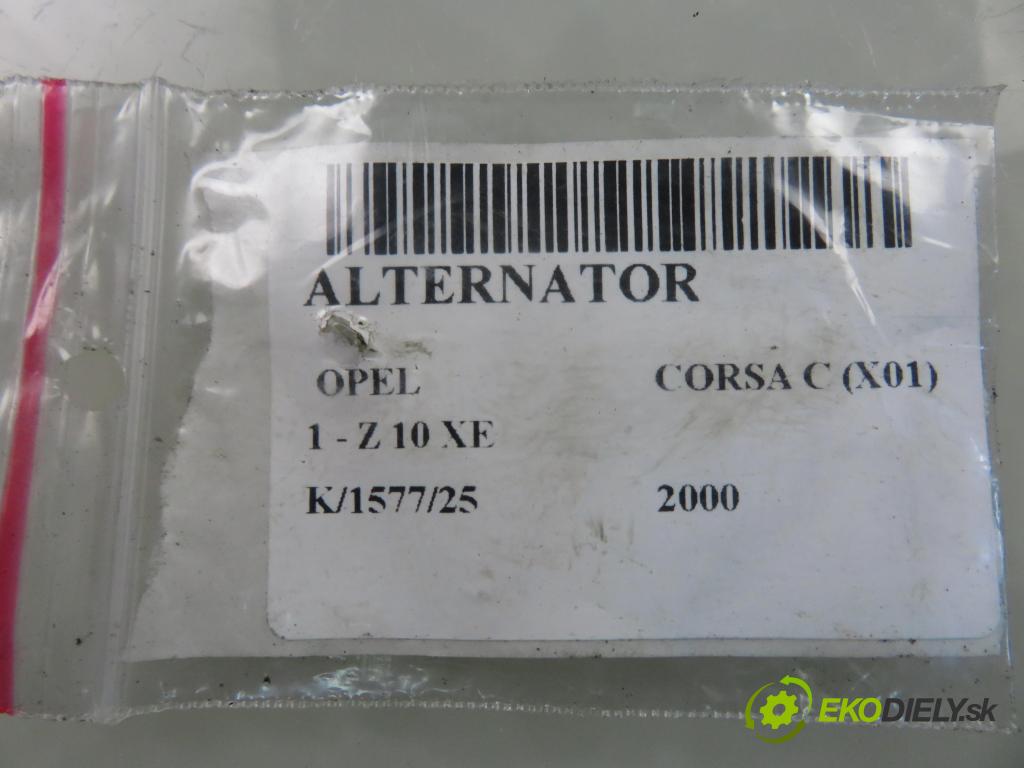 ALTERNATOR
OPEL CORSA C (X01)
1 - Z 10 XE
K/1577/25 2000
EKODIELY.sk